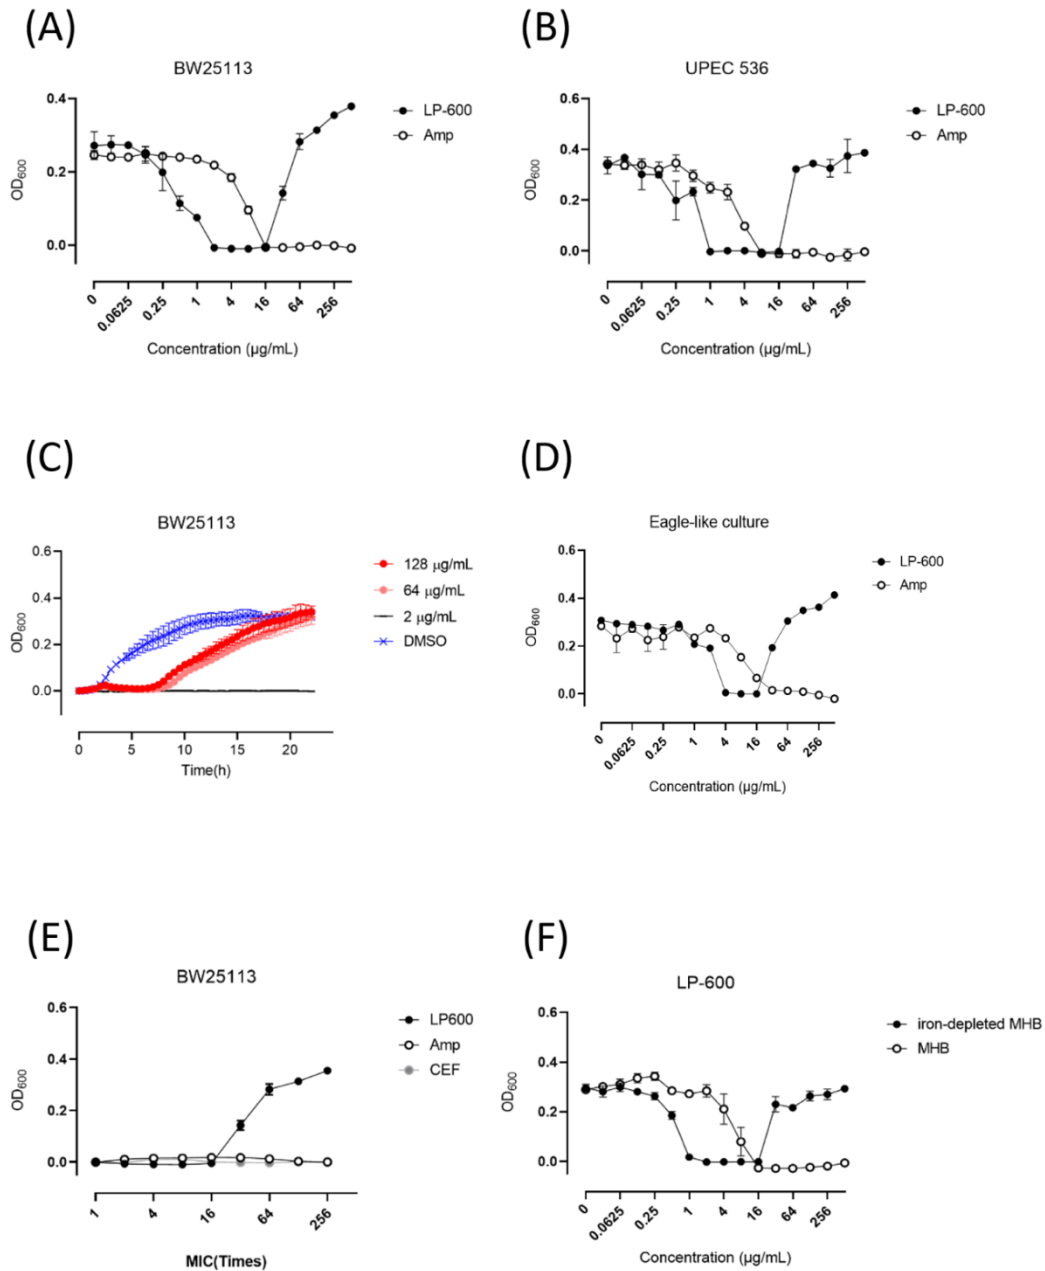 (A)
BW25113
0.4
0.2
0.0
OD600
0
0.0625
0.25
1
4
16
64
256
Concentration (µg/mL)
LP-600
Amp
(B)
UPEC 536
0.6
0.4
0.2
0.0
OD600
0
0.0625
0.25
1
4
16
64
256
Concentration (µg/mL)
LP-600
Amp
(C)
BW25113
0.6
0.4
0.2
0.0
OD600
0
5
10
15
20
Time(h)
128 µg/mL
64 µg/mL
2 µg/mL
DMSO
(D)
Eagle-like culture
0.6
0.4
0.2
0.0
OD600
0
0.0625
0.25
1
4
16
64
256
Concentration (µg/mL)
LP-600
Amp
(E)
BW25113
0.6
0.4
0.2
0.0
OD600
1
4
16
64
256
MIC(Times)
LP600
Amp
CEF
(F)
LP-600
0.6
0.4
0.2
0.0
OD600
0
0.0625
0.25
1
4
16
64
256
Concentration (µg/mL)
iron-depleted MHB
MHB